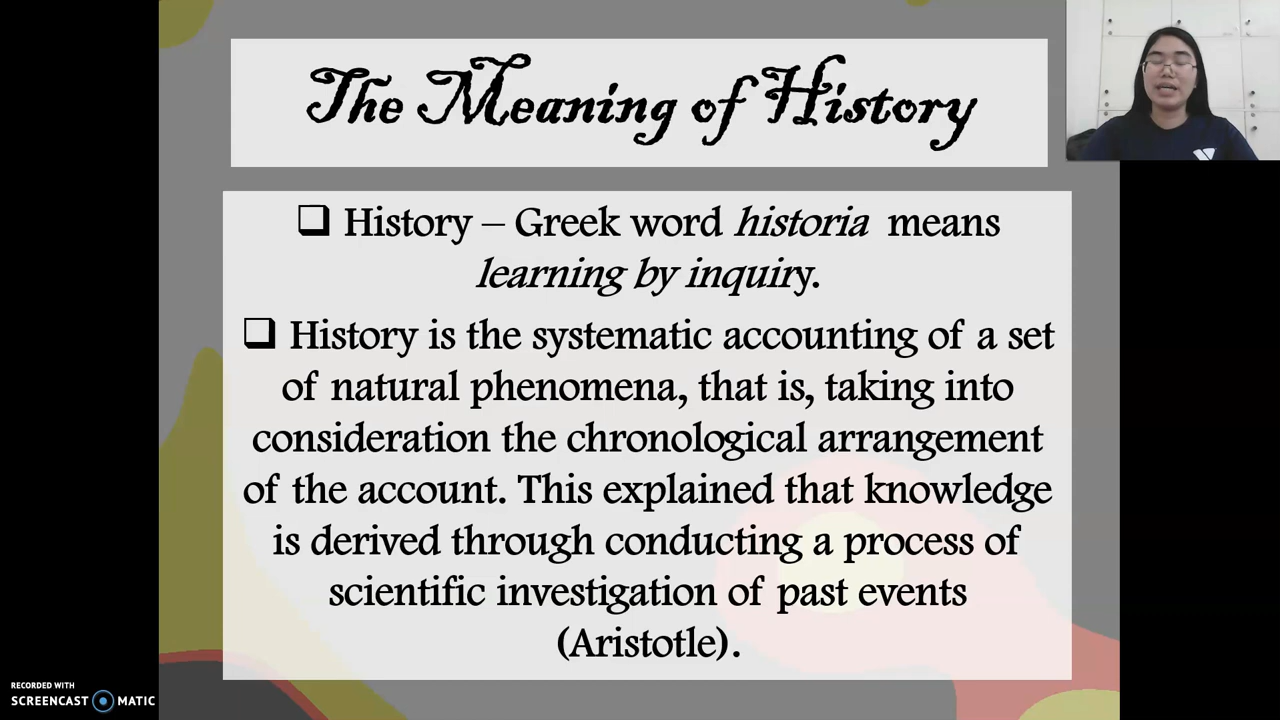 The Meaning of History
❑ History – Greek word historia means
learning by inquiry.
❑ History is the systematic accounting of a set
of natural phenomena, that is, taking into
consideration the chronological arrangement
of the account. This explained that knowledge
is derived through conducting a process of
scientific investigation of past events
(Aristotle).
RECORDED WITH
SCREENCAST MATIC